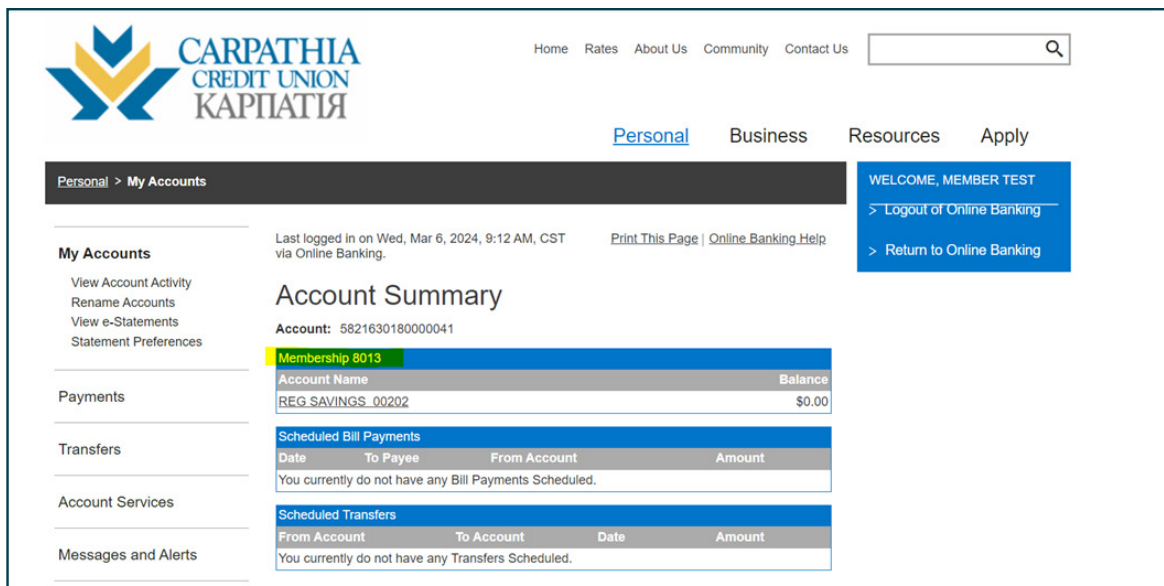 CARPATHIA
CREDIT UNION
КАРПАТІЯ
Home Rates About Us Community Contact Us
Personal Business Resources Apply
Personal > My Accounts
WELCOME, MEMBER TEST
> Logout of Online Banking
> Return to Online Banking
My Accounts
View Account Activity
Rename Accounts
View e-Statements
Statement Preferences
Payments
Transfers
Account Services
Messages and Alerts
Last logged in on Wed, Mar 6, 2024, 9:12 AM, CST
via Online Banking.
Print This Page | Online Banking Help
Account Summary
Account: 5821630180000041
Membership 8013
Account Name Balance
REG SAVINGS 00202 $0.00
Scheduled Bill Payments
Date To Payee From Account Amount
You currently do not have any Bill Payments Scheduled.
Scheduled Transfers
From Account To Account Date Amount
You currently do not have any Transfers Scheduled.